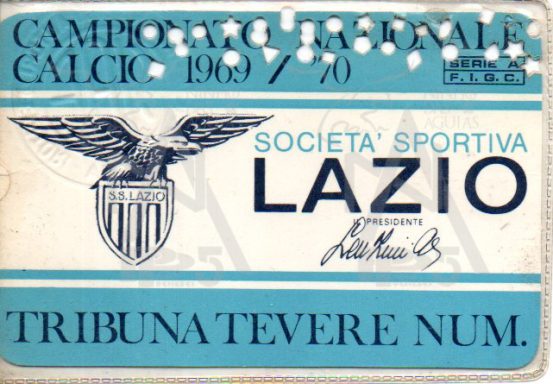 CAMPIONATO NAZIONALE
CALCIO 1969 / '70
SERIE A
F.I.G.C.
SOCIETA' SPORTIVA
LAZIO
S.S. LAZIO
IL PRESIDENTE
TRIBUNA TEVERE NUM.